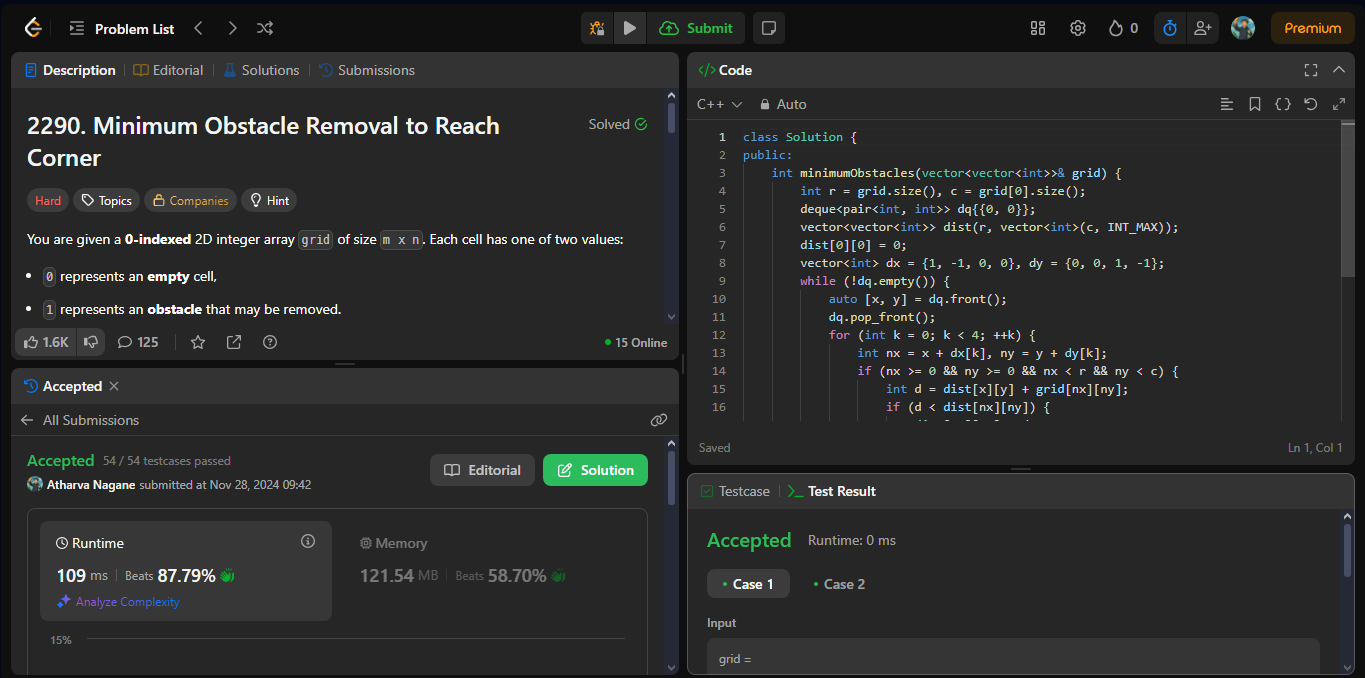 Problem List
Submit
0
Premium
Description
Editorial
Solutions
Submissions
2290. Minimum Obstacle Removal to Reach
Corner
Solved
Hard
Topics
Companies
Hint
You are given a 0-indexed 2D integer array grid of size m x n. Each cell has one of two values:
• 0 represents an empty cell,
• 1 represents an obstacle that may be removed.
1.6K
125
15 Online
Accepted
All Submissions
Accepted 54 / 54 testcases passed
Atharva Nagane submitted at Nov 28, 2024 09:42
Editorial
Solution
Runtime
109 ms
Beats 87.79%
Analyze Complexity
Memory
121.54 MB
Beats 58.70%
15%
</> Code
C++
Auto
1 class Solution {
2 public:
3     int minimumObstacles(vector<vector<int>>& grid) {
4         int r = grid.size(), c = grid[0].size();
5         deque<pair<int, int>> dq{{0, 0}};
6         vector<vector<int>> dist(r, vector<int>(c, INT_MAX));
7         dist[0][0] = 0;
8         vector<int> dx = {1, -1, 0, 0}, dy = {0, 0, 1, -1};
9         while (!dq.empty()) {
10             auto [x, y] = dq.front();
11             dq.pop_front();
12             for (int k = 0; k < 4; ++k) {
13                 int nx = x + dx[k], ny = y + dy[k];
14                 if (nx >= 0 && ny >= 0 && nx < r && ny < c) {
15                     int d = dist[x][y] + grid[nx][ny];
16                     if (d < dist[nx][ny]) {
Saved
Ln 1, Col 1
Testcase
Test Result
Accepted
Runtime: 0 ms
• Case 1
• Case 2
Input
grid =